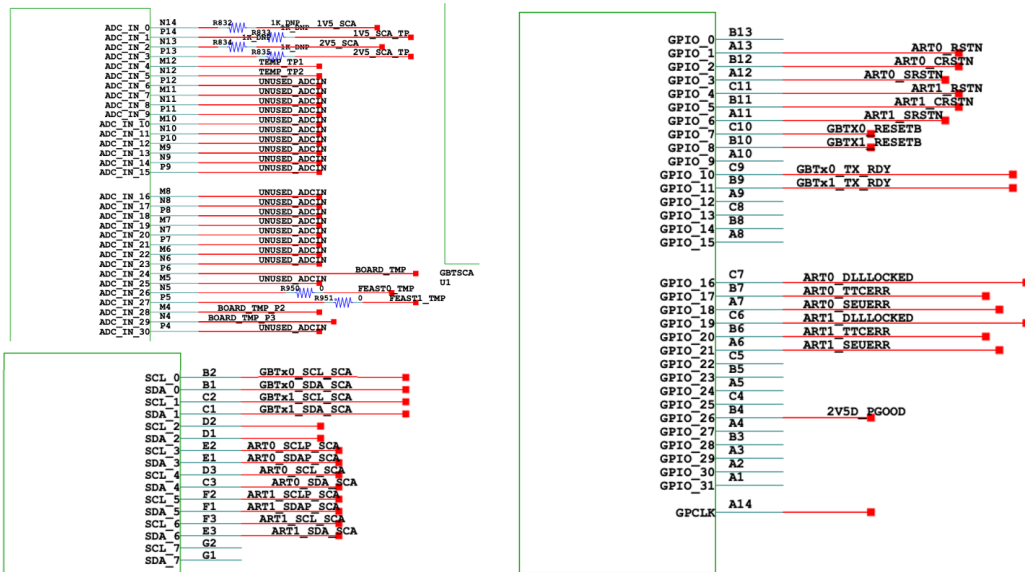 ADC_IN_0 N14 R832 1K_DNP 1V5_SCA
ADC_IN_1 P14 R833 1K_DNP 1V5_SCA_TP
ADC_IN_2 N13 R834 1K_DNP 2V5_SCA
ADC_IN_3 P13 R835 1K_DNP 2V5_SCA_TP
ADC_IN_4 M12 TEMP_TP1
ADC_IN_5 N12 TEMP_TP2
ADC_IN_6 P12 UNUSED_ADCIN
ADC_IN_7 M11 UNUSED_ADCIN
ADC_IN_8 N11 UNUSED_ADCIN
ADC_IN_9 P11 UNUSED_ADCIN
ADC_IN_10 M10 UNUSED_ADCIN
ADC_IN_11 N10 UNUSED_ADCIN
ADC_IN_12 P10 UNUSED_ADCIN
ADC_IN_13 M9 UNUSED_ADCIN
ADC_IN_14 N9 UNUSED_ADCIN
ADC_IN_15 P9 UNUSED_ADCIN
ADC_IN_16 M8 UNUSED_ADCIN
ADC_IN_17 N8 UNUSED_ADCIN
ADC_IN_18 P8 UNUSED_ADCIN
ADC_IN_19 M7 UNUSED_ADCIN
ADC_IN_20 N7 UNUSED_ADCIN
ADC_IN_21 P7 UNUSED_ADCIN
ADC_IN_22 M6 UNUSED_ADCIN
ADC_IN_23 N6 UNUSED_ADCIN
ADC_IN_24 P6 BOARD_TMP
ADC_IN_25 M5 UNUSED_ADCIN
ADC_IN_26 N5 R950 0 FEAST0_TMP
ADC_IN_27 P5 R951 0 FEAST1_TMP
ADC_IN_28 M4 BOARD_TMP_P2
ADC_IN_29 N4 BOARD_TMP_P3
ADC_IN_30 P4 UNUSED_ADCIN
GBTSCA
U1
SCL_0 B2 GBTx0_SCL_SCA
SDA_0 B1 GBTx0_SDA_SCA
SCL_1 C2 GBTx1_SCL_SCA
SDA_1 C1 GBTx1_SDA_SCA
SCL_2 D2
SDA_2 D1
SCL_3 E2 ART0_SCLP_SCA
SDA_3 E1 ART0_SDAP_SCA
SCL_4 D3 ART0_SCL_SCA
SDA_4 C3 ART0_SDA_SCA
SCL_5 F2 ART1_SCLP_SCA
SDA_5 F1 ART1_SDAP_SCA
SCL_6 F3 ART1_SCL_SCA
SDA_6 E3 ART1_SDA_SCA
SCL_7 G2
SDA_7 G1
GPIO_0 B13
GPIO_1 A13 ART0_RSTN
GPIO_2 B12 ART0_CRSTN
GPIO_3 A12 ART0_SRSTN
GPIO_4 C11 ART1_RSTN
GPIO_5 B11 ART1_CRSTN
GPIO_6 A11 ART1_SRSTN
GPIO_7 C10 GBTX0_RESETB
GPIO_8 B10 GBTX1_RESETB
GPIO_9 A10
GPIO_10 C9 GBTx0_TX_RDY
GPIO_11 B9 GBTx1_TX_RDY
GPIO_12 A9
GPIO_13 C8
GPIO_14 B8
GPIO_15 A8
GPIO_16 C7 ART0_DLLLOCKED
GPIO_17 B7 ART0_TTCERR
GPIO_18 A7 ART0_SEUERR
GPIO_19 C6 ART1_DLLLOCKED
GPIO_20 B6 ART1_TTCERR
GPIO_21 A6 ART1_SEUERR
GPIO_22 C5
GPIO_23 B5
GPIO_24 A5
GPIO_25 C4
GPIO_26 B4 2V5D_PGOOD
GPIO_27 A4
GPIO_28 B3
GPIO_29 A3
GPIO_30 A2
GPIO_31 A1
GPCLK A14